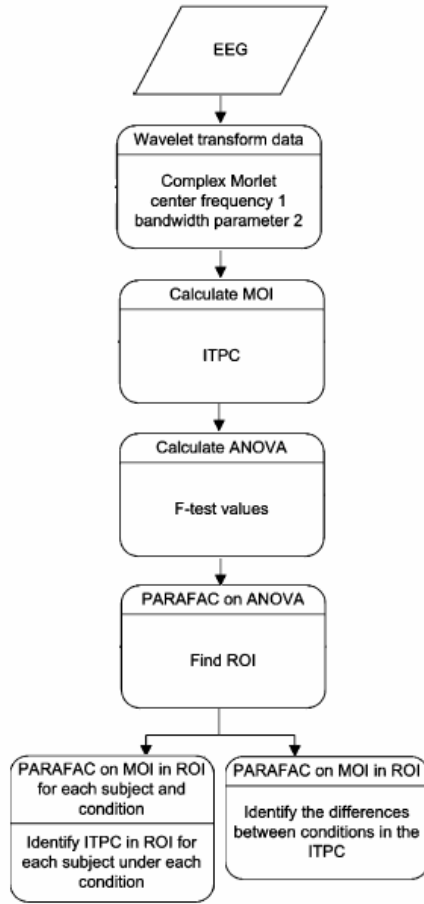 EEG
Wavelet transform data
Complex Morlet
center frequency 1
bandwidth parameter 2
Calculate MOI
ITPC
Calculate ANOVA
F-test values
PARAFAC on ANOVA
Find ROI
PARAFAC on MOI in ROI
for each subject and
condition
Identify ITPC in ROI for
each subject under each
condition
PARAFAC on MOI in ROI
Identify the differences
between conditions in the
ITPC